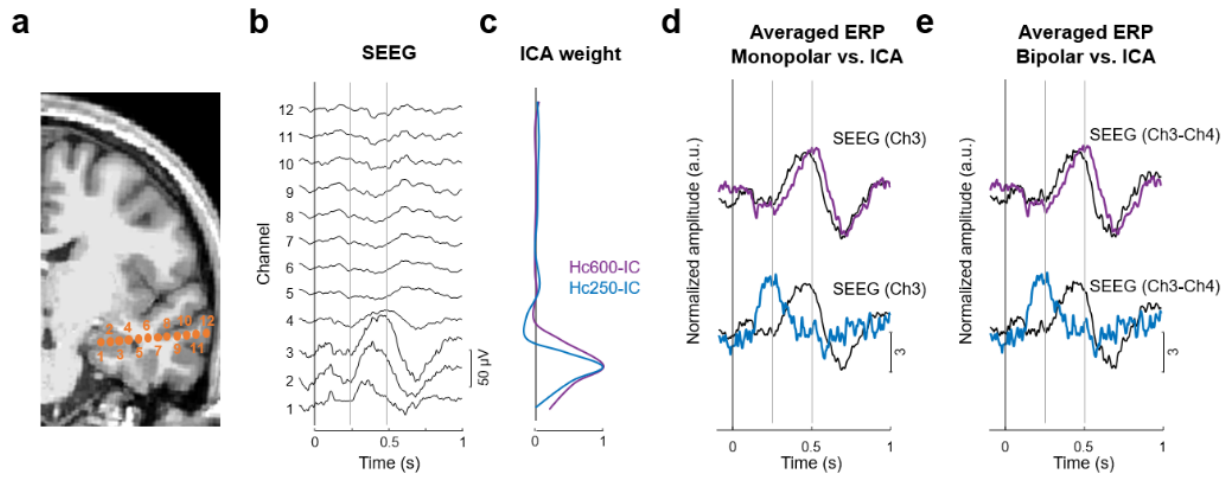 a
2 4 6 8 10 12
1 3 5 7 9 11
b
SEEG
Channel
12
11
10
9
8
7
6
5
4
3
2
1
50 µV
0 0.5 1
Time (s)
c
ICA weight
Hc600-IC
Hc250-IC
0 1
d
Averaged ERP
Monopolar vs. ICA
Normalized amplitude (a.u.)
SEEG (Ch3)
SEEG (Ch3)
3
0 0.5 1
Time (s)
e
Averaged ERP
Bipolar vs. ICA
Normalized amplitude (a.u.)
SEEG (Ch3-Ch4)
SEEG (Ch3-Ch4)
3
0 0.5 1
Time (s)